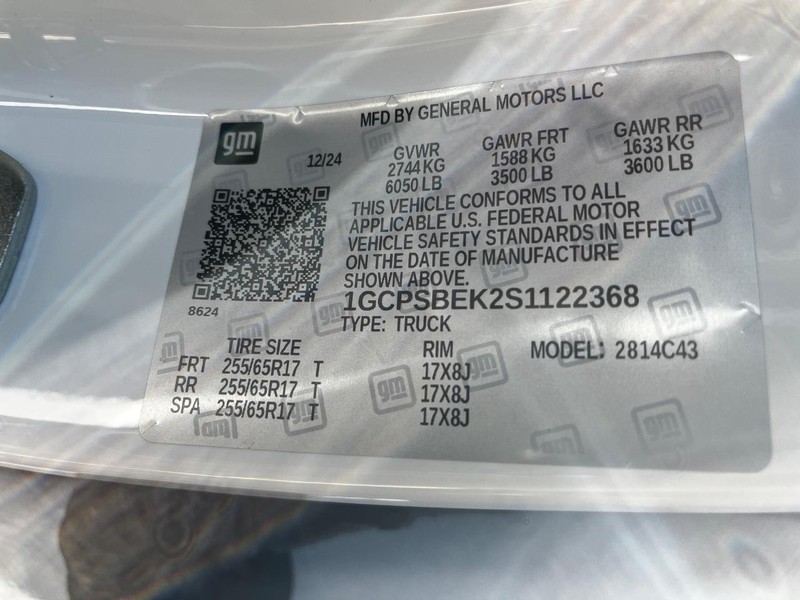 MFD BY GENERAL MOTORS LLC
gm
12/24
GVWR GAWR FRT GAWR RR
2744 KG 1588 KG 1633 KG
6050 LB 3500 LB 3600 LB
THIS VEHICLE CONFORMS TO ALL
APPLICABLE U.S. FEDERAL MOTOR
VEHICLE SAFETY STANDARDS IN EFFECT
ON THE DATE OF MANUFACTURE
SHOWN ABOVE.
1GCPSBEK2S1122368
8624
TYPE: TRUCK
TIRE SIZE RIM MODEL: 2814C43
FRT 255/65R17 T 17X8J
RR 255/65R17 T 17X8J
SPA 255/65R17 T 17X8J